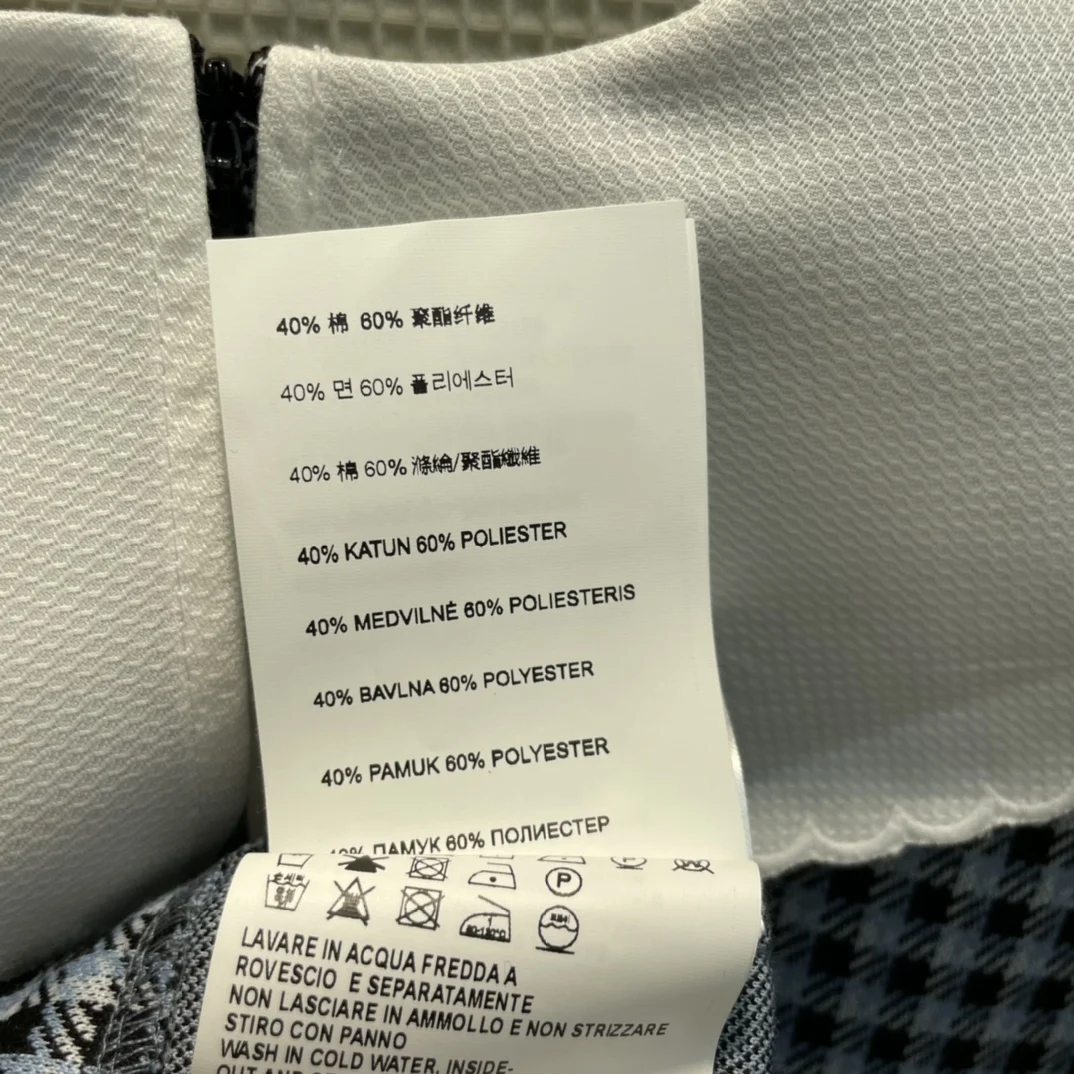 40% 棉 60% 聚酯纤维
40% 면 60% 폴리에스터
40% 棉 60% 滌綸/聚酯纖維
40% KATUN 60% POLIESTER
40% MEDVILNĖ 60% POLIESTERIS
40% BAVLNA 60% POLYESTER
40% PAMUK 60% POLYESTER
40% ПАМУК 60% ПОЛИЕСТЕР
P
LAVARE IN ACQUA FREDDA A
ROVESCIO E SEPARATAMENTE
NON LASCIARE IN AMMOLLO E NON STRIZZARE
STIRO CON PANNO
WASH IN COLD WATER, INSIDE-
OUT AND